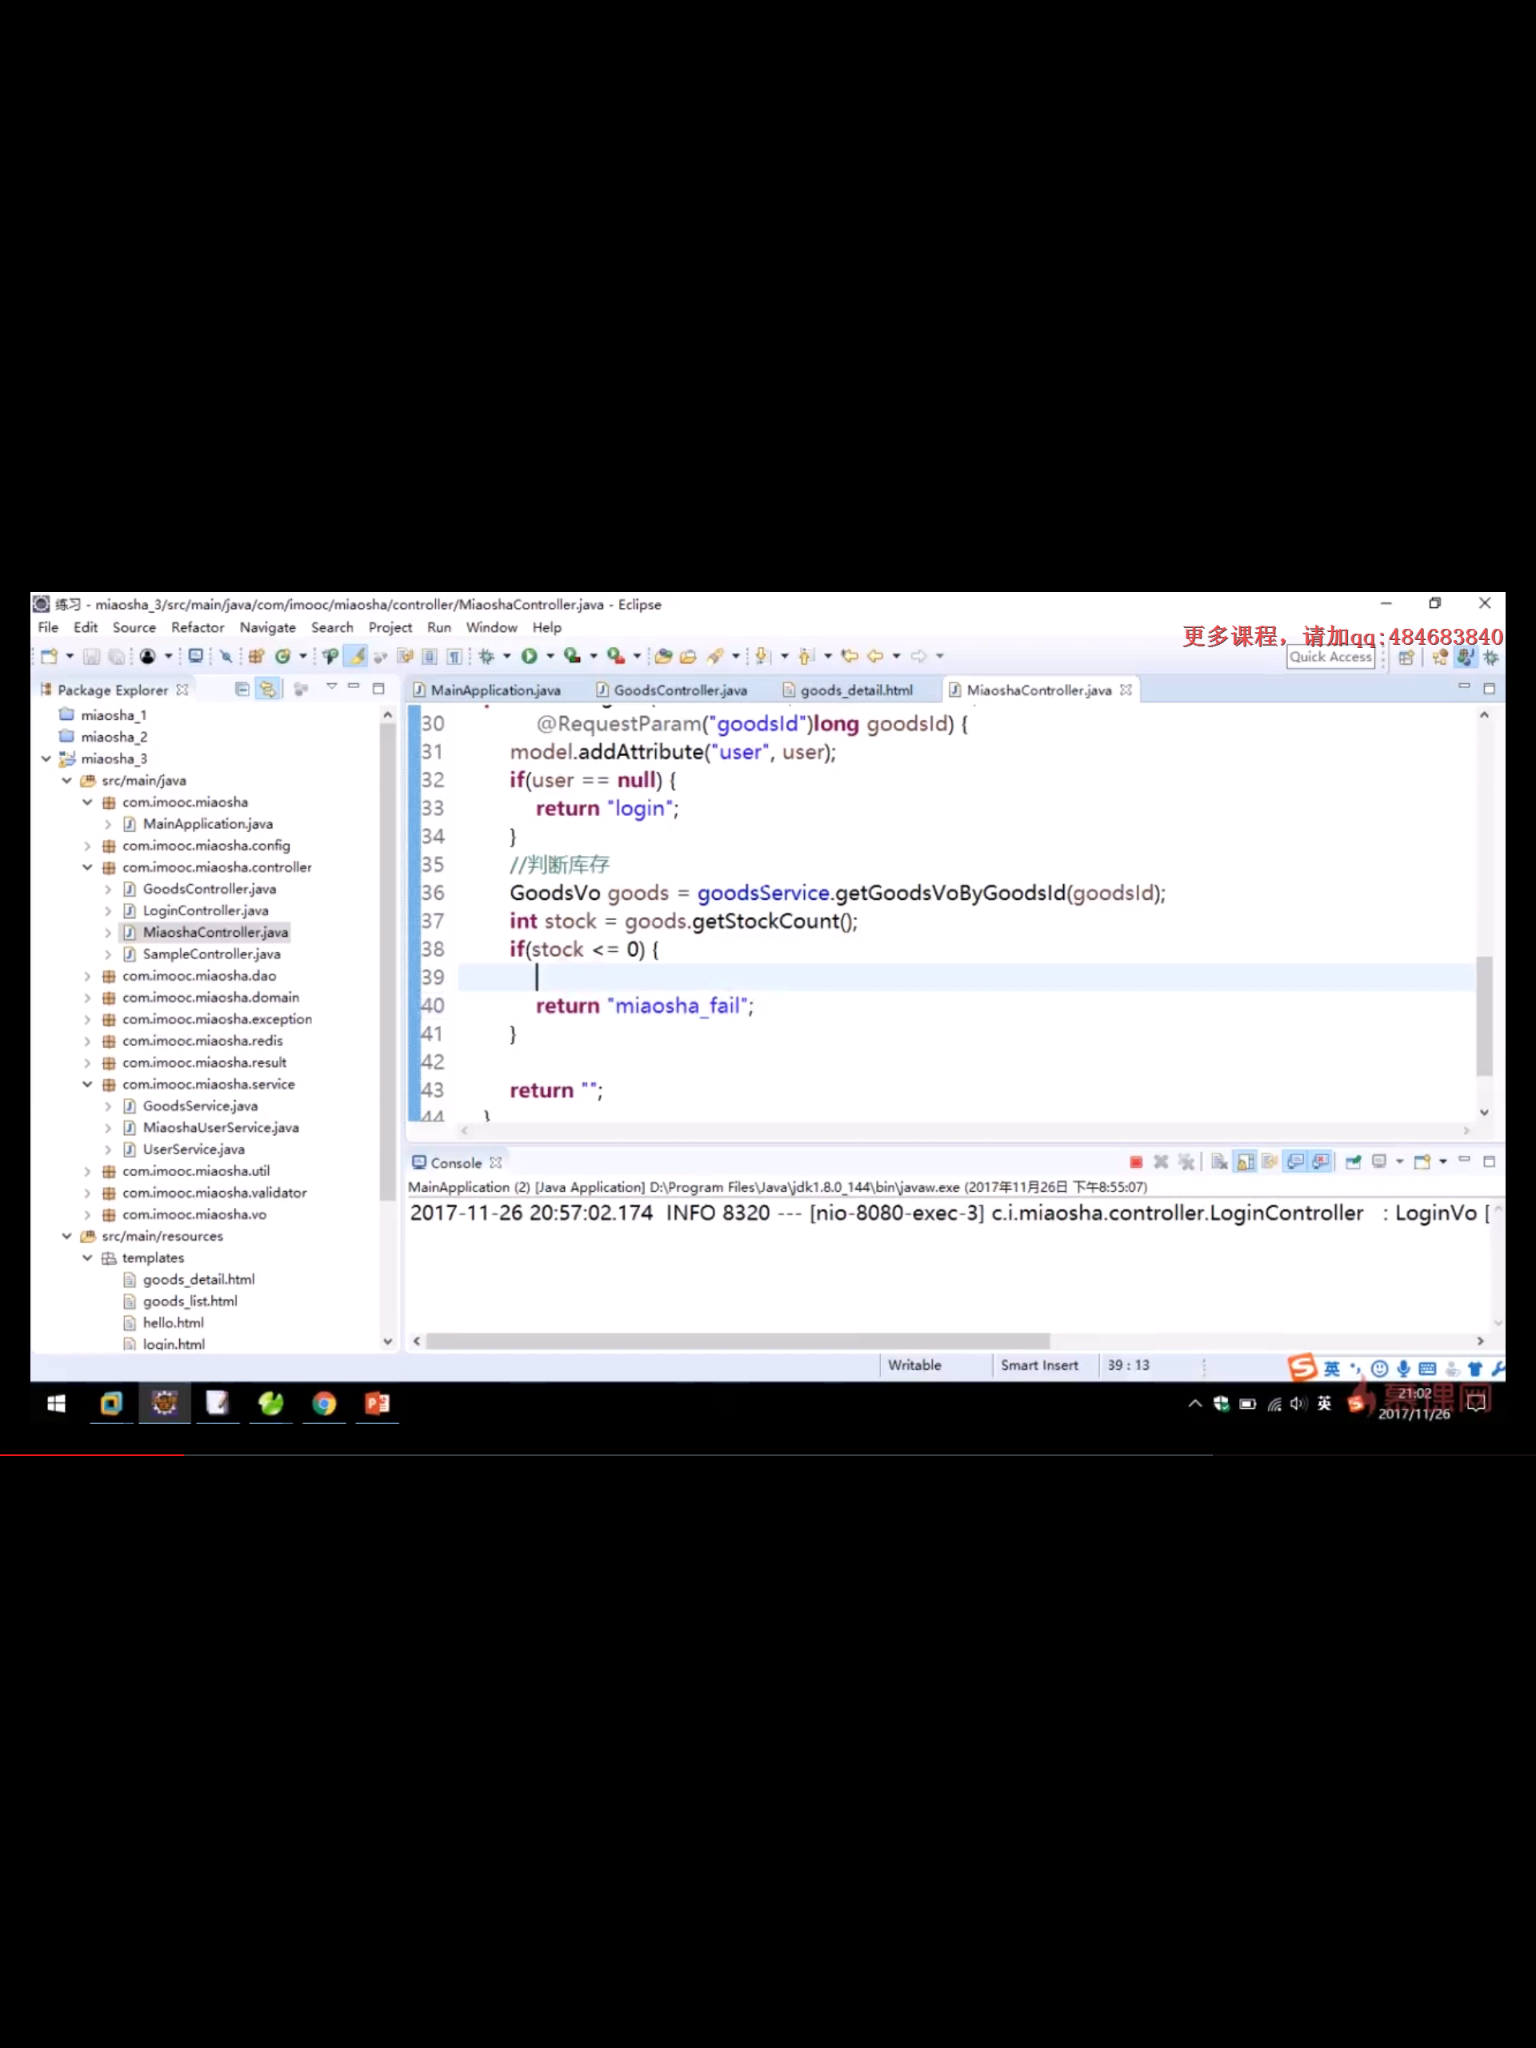 练习 - miaosha_3/src/main/java/com/imooc/miaosha/controller/MiaoshaController.java - Eclipse
File Edit Source Refactor Navigate Search Project Run Window Help
更多课程，请加qq:484683840
Quick Access
Package Explorer
miaosha_1
miaosha_2
miaosha_3
src/main/java
com.imooc.miaosha
MainApplication.java
com.imooc.miaosha.config
com.imooc.miaosha.controller
GoodsController.java
LoginController.java
MiaoshaController.java
SampleController.java
com.imooc.miaosha.dao
com.imooc.miaosha.domain
com.imooc.miaosha.exception
com.imooc.miaosha.redis
com.imooc.miaosha.result
com.imooc.miaosha.service
GoodsService.java
MiaoshaUserService.java
UserService.java
com.imooc.miaosha.util
com.imooc.miaosha.validator
com.imooc.miaosha.vo
src/main/resources
templates
goods_detail.html
goods_list.html
hello.html
login.html
MainApplication.java GoodsController.java goods_detail.html MiaoshaController.java
30 @RequestParam("goodsId")long goodsId) {
31 model.addAttribute("user", user);
32 if(user == null) {
33 return "login";
34 }
35 //判断库存
36 GoodsVo goods = goodsService.getGoodsVoByGoodsId(goodsId);
37 int stock = goods.getStockCount();
38 if(stock <= 0) {
39
40 return "miaosha_fail";
41 }
42
43 return "";
44 }
Console
MainApplication (2) [Java Application] D:\Program Files\Java\jdk1.8.0_144\bin\javaw.exe (2017年11月26日 下午8:55:07)
2017-11-26 20:57:02.174 INFO 8320 --- [nio-8080-exec-3] c.i.miaosha.controller.LoginController : LoginVo [
Writable Smart Insert 39 : 13
英
英
慕课网
21:02
2017/11/26